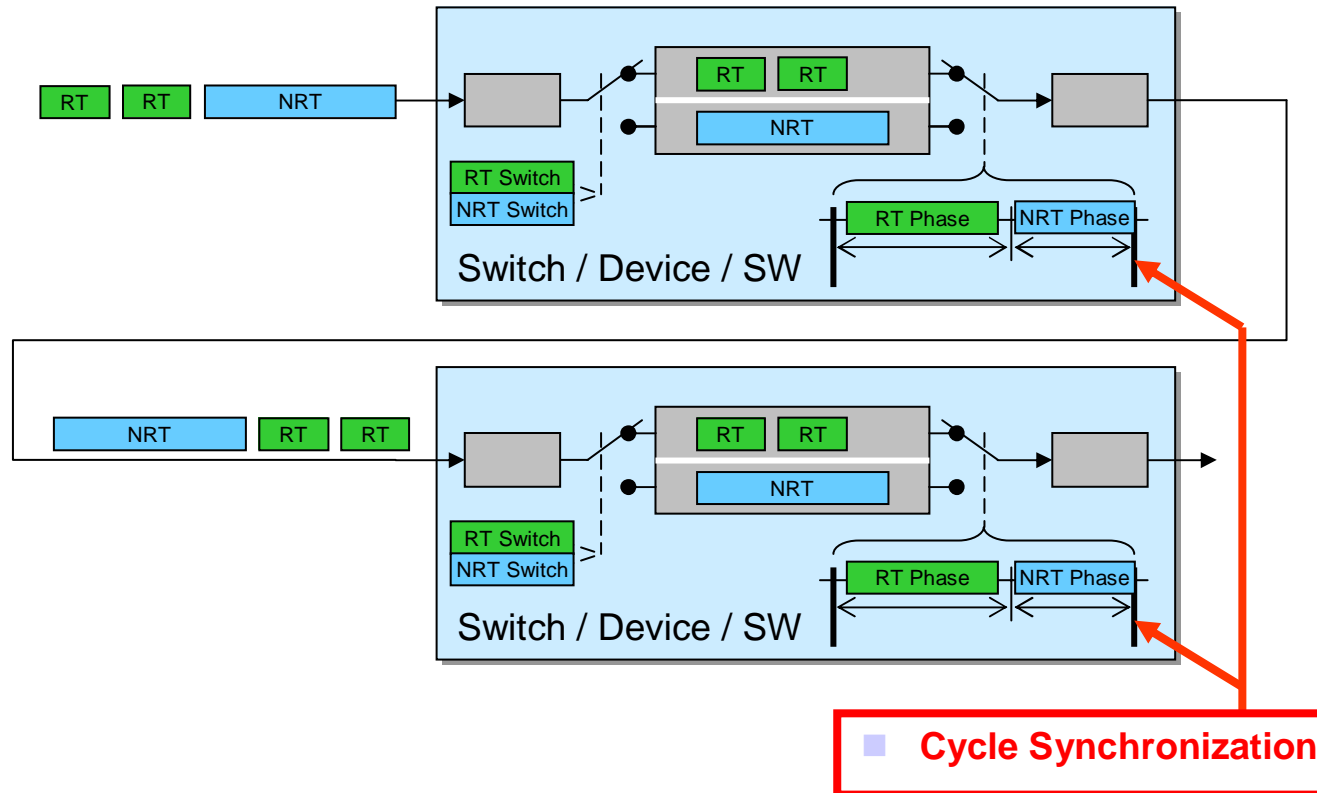 RT RT
RT RT NRT
NRT
RT Switch
NRT Switch
RT Phase NRT Phase
Switch / Device / SW
RT RT
NRT RT RT
NRT
RT Switch
NRT Switch
RT Phase NRT Phase
Switch / Device / SW
Cycle Synchronization